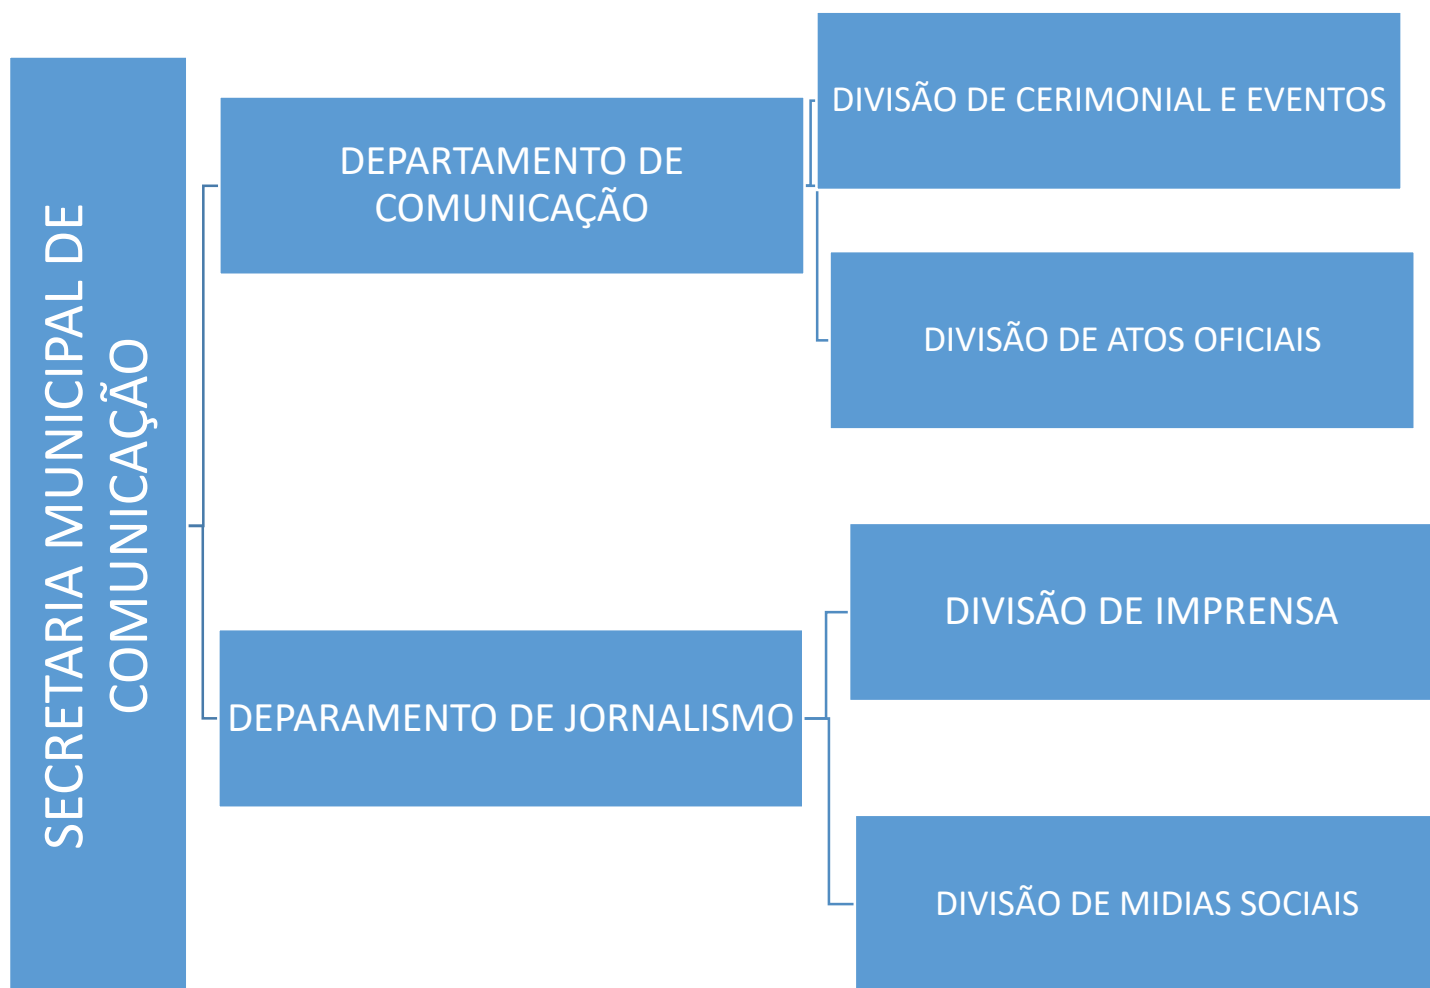 SECRETARIA MUNICIPAL DE
COMUNICAÇÃO
DEPARTAMENTO DE
COMUNICAÇÃO
DIVISÃO DE CERIMONIAL E EVENTOS
DIVISÃO DE ATOS OFICIAIS
DEPARAMENTO DE JORNALISMO
DIVISÃO DE IMPRENSA
DIVISÃO DE MIDIAS SOCIAIS